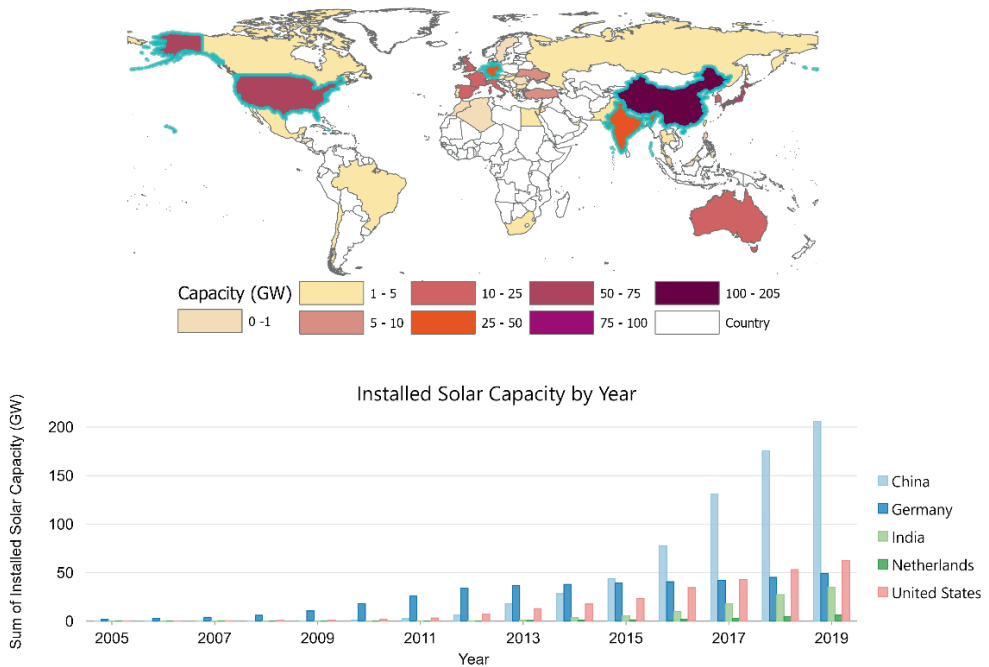 Capacity (GW)
1 - 5
10 - 25
50 - 75
100 - 205
0 -1
5 - 10
25 - 50
75 - 100
Country
Installed Solar Capacity by Year
Sum of Installed Solar Capacity (GW)
200
150
100
50
0
2005
2007
2009
2011
2013
2015
2017
2019
Year
China
Germany
India
Netherlands
United States